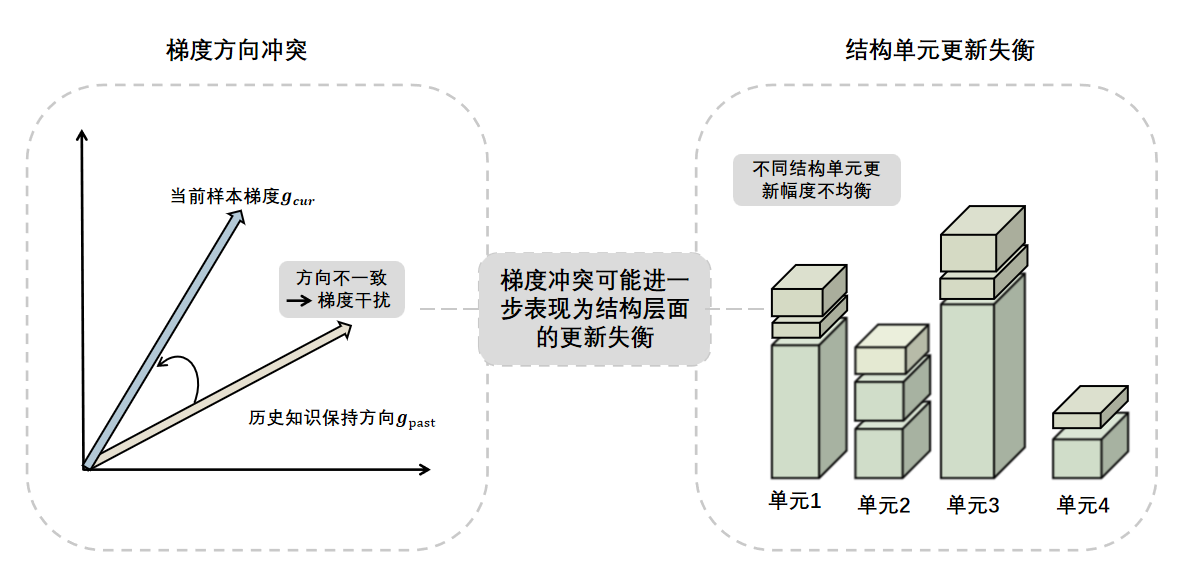 梯度方向冲突
当前样本梯度g_cur
方向不一致
→ 梯度干扰
历史知识保持方向g_past
梯度冲突可能进一
步表现为结构层面
的更新失衡
结构单元更新失衡
不同结构单元更
新幅度不均衡
单元1
单元2
单元3
单元4